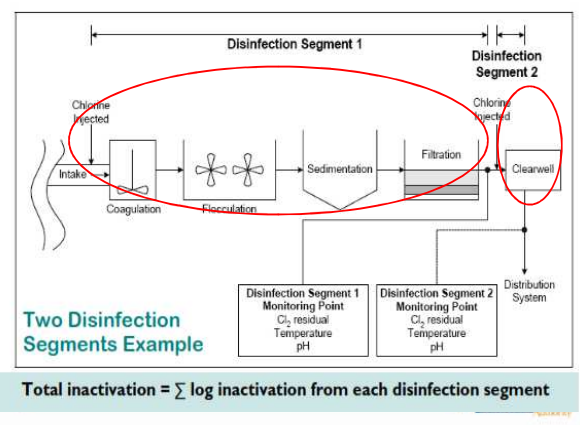 Disinfection Segment 1
Disinfection
Segment 2
Chlorine
Injected
Chlorine
Injected
Intake
Coagulation
Flocculation
Sedimentation
Filtration
Clearwell
Disinfection Segment 1
Monitoring Point
Cl₂ residual
Temperature
pH
Disinfection Segment 2
Monitoring Point
Cl₂ residual
Temperature
pH
Distribution
System
Two Disinfection
Segments Example
Total inactivation = ∑ log inactivation from each disinfection segment